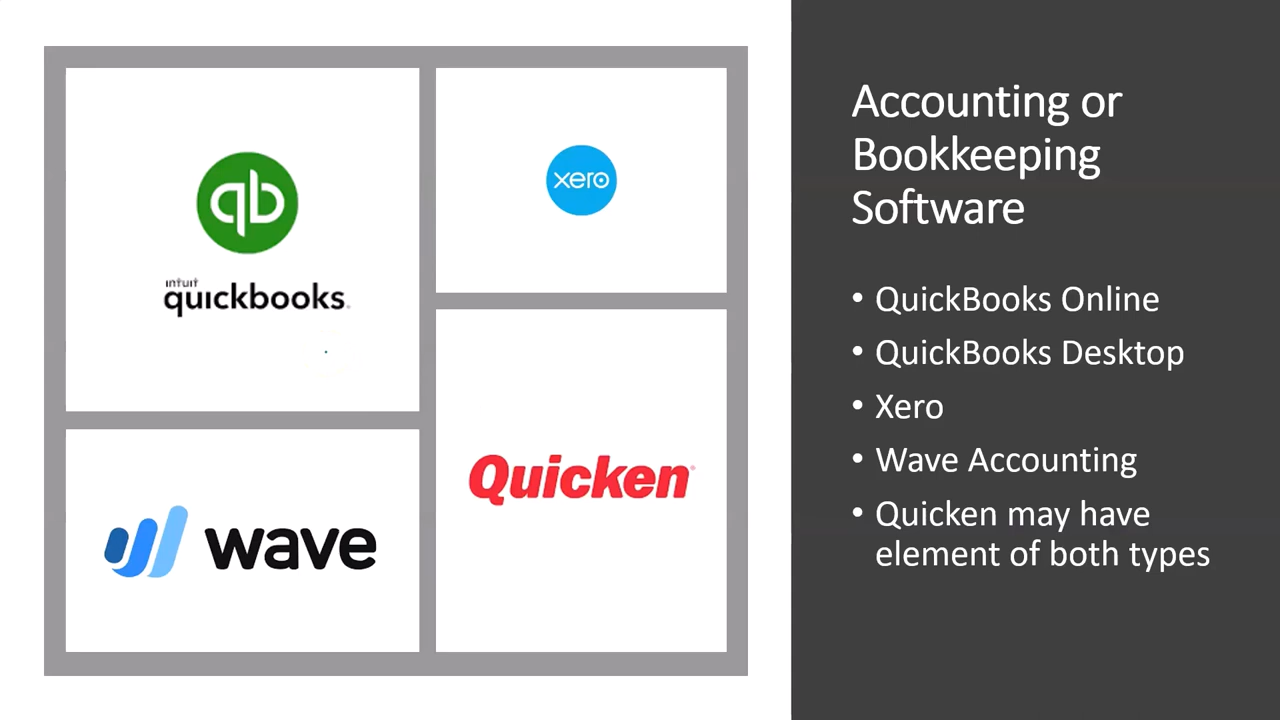 qb
intuit
quickbooks.
xero
wave
Quicken
Accounting or
Bookkeeping
Software
• QuickBooks Online
• QuickBooks Desktop
• Xero
• Wave Accounting
• Quicken may have
element of both types